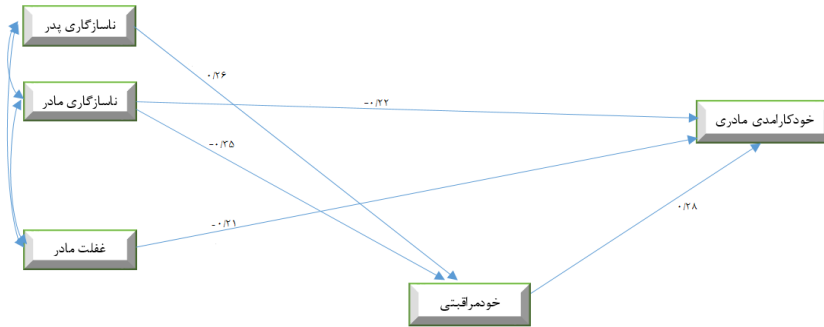 ناسازگاری پدر
۰/۲۶
ناسازگاری مادر
-۰/۲۲
خودکارامدی مادری
-۰/۳۵
۰/۲۸
-۰/۲۱
غفلت مادر
خودمراقبتی